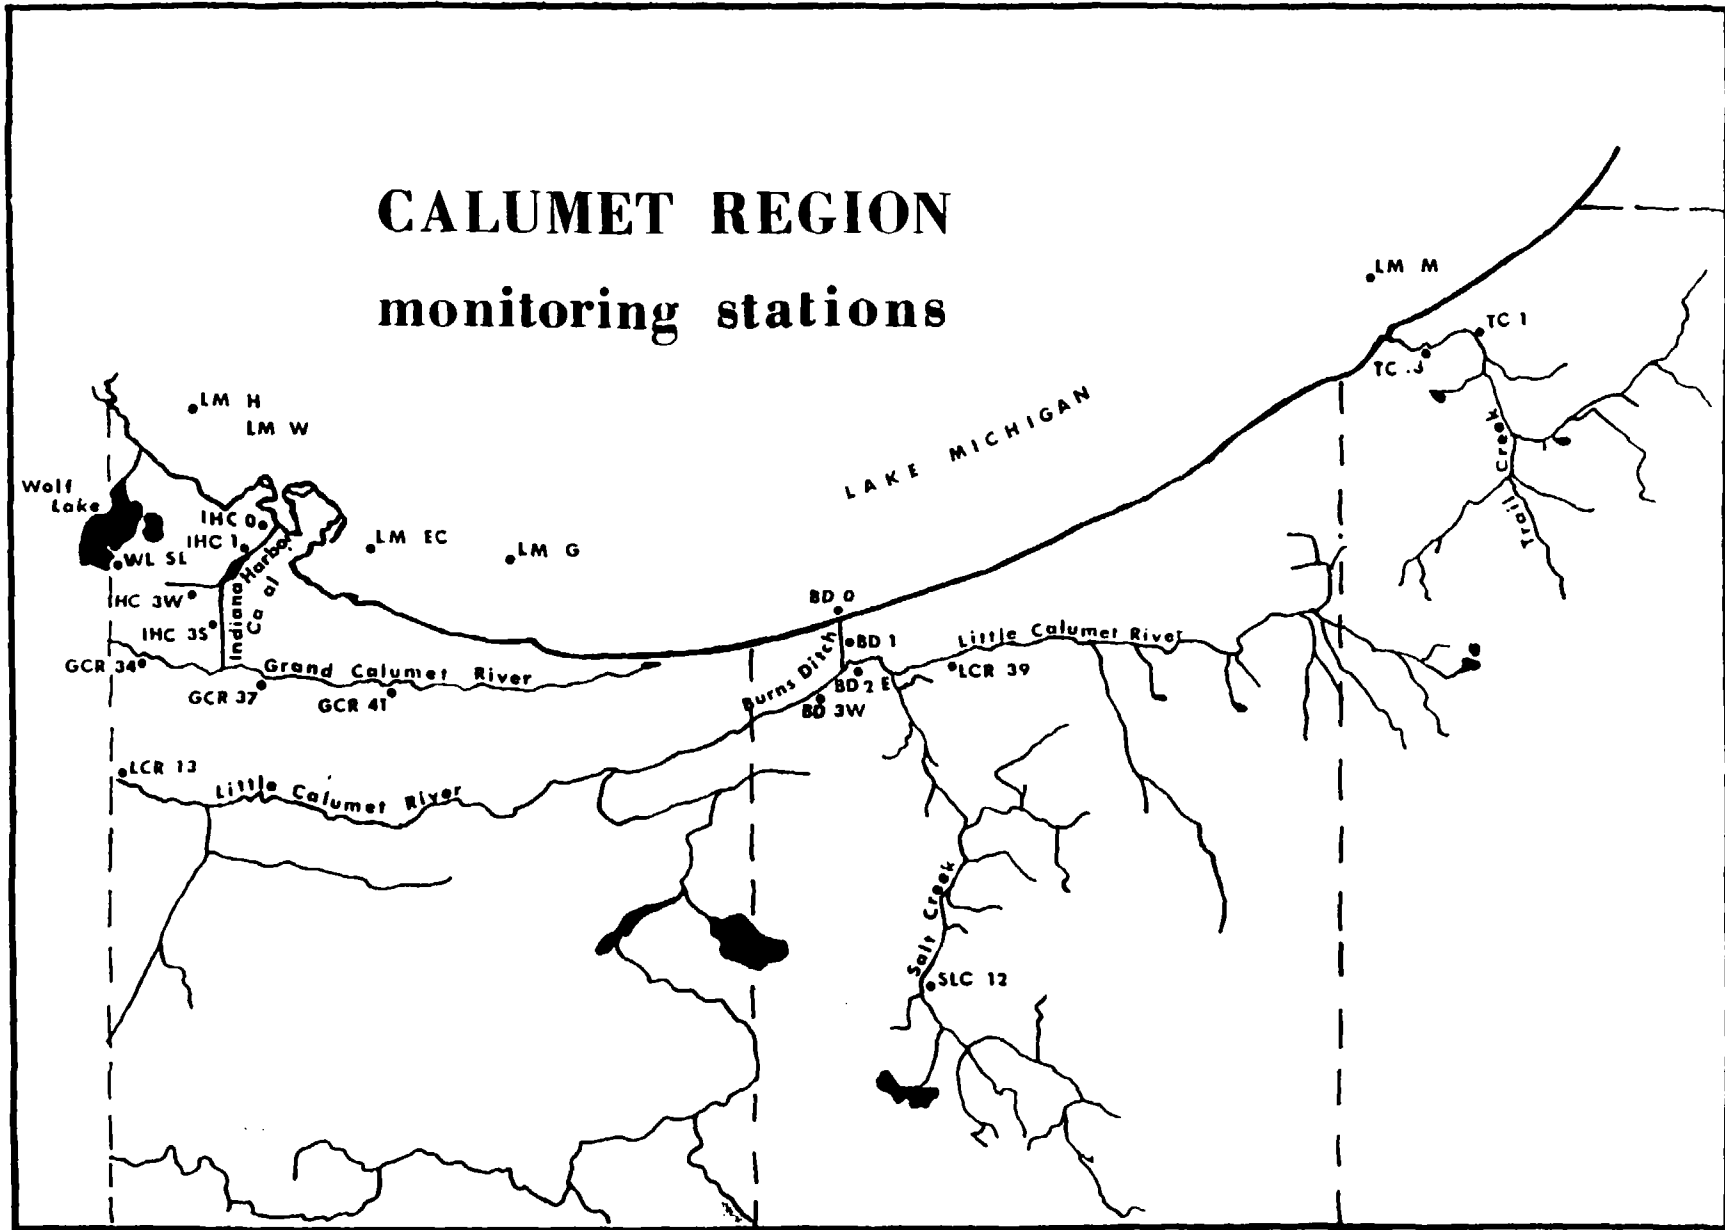 CALUMET REGION
monitoring stations
LM M
TC 1
TC .3
LM H
LM W
LAKE MICHIGAN
Trail Creek
Wolf
Lake
IHC 0
IHC 1
Indiana Harbor
LM EC
LM G
WL SL
IHC 3W
IHC 3S
BD 0
BD 1
Little Calumet River
LCR 39
Burns Ditch
BD 2 E
BD 3W
GCR 34
Grand Calumet River
GCR 37
GCR 41
LCR 13
Little Calumet River
Salt Creek
SLC 12